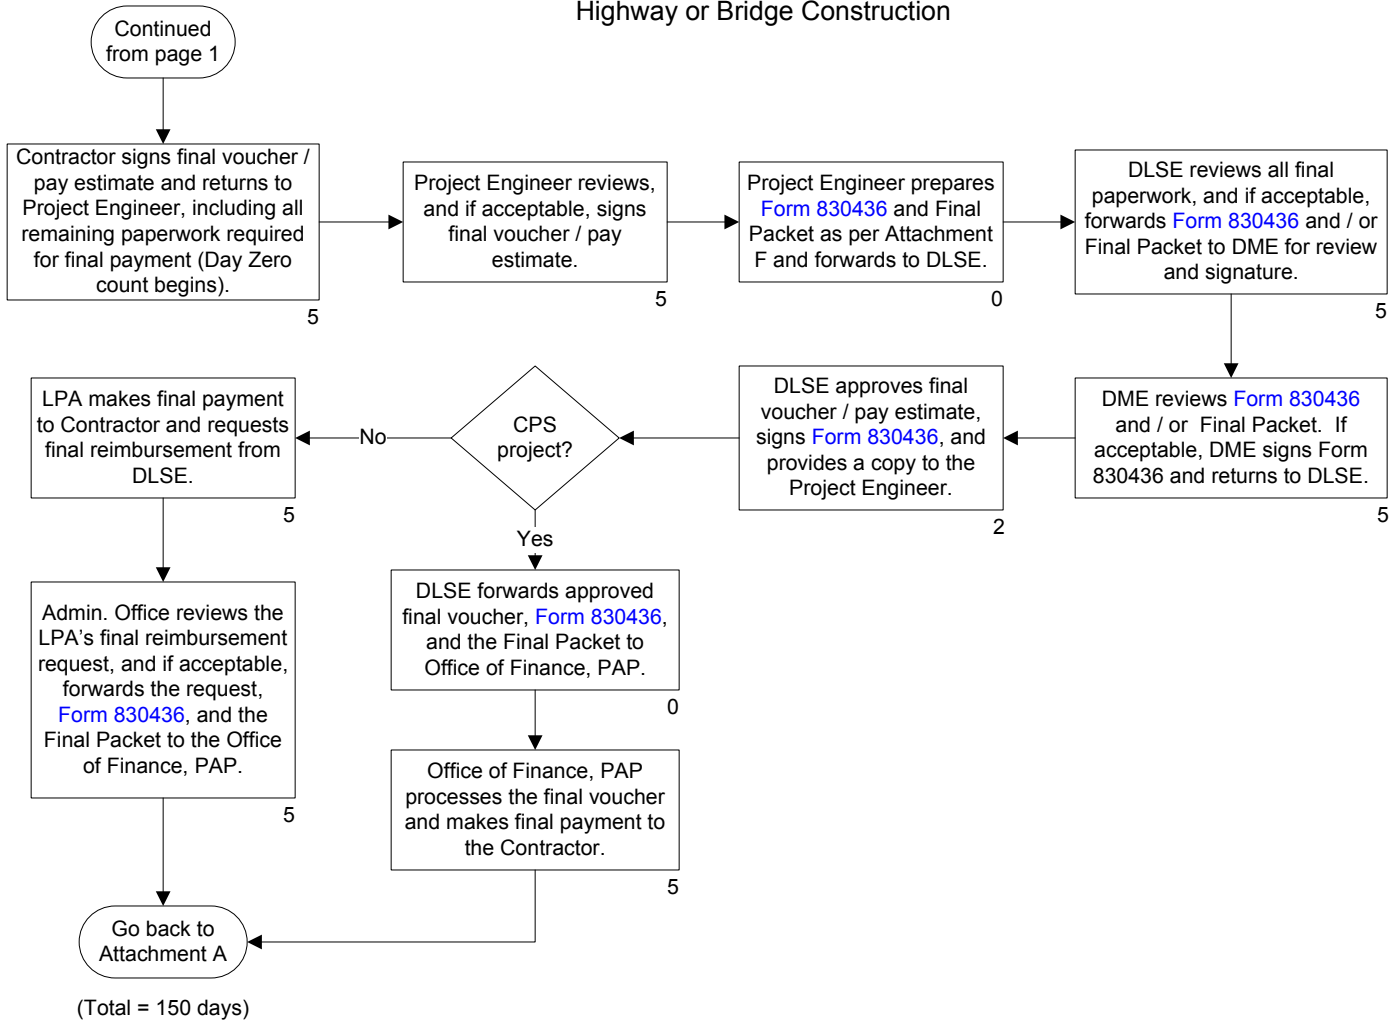 Highway or Bridge Construction
Continued
from page 1
Contractor signs final voucher /
pay estimate and returns to
Project Engineer, including all
remaining paperwork required
for final payment (Day Zero
count begins).
5
Project Engineer reviews,
and if acceptable, signs
final voucher / pay
estimate.
5
Project Engineer prepares
Form 830436 and Final
Packet as per Attachment
F and forwards to DLSE.
0
DLSE reviews all final
paperwork, and if acceptable,
forwards Form 830436 and / or
Final Packet to DME for review
and signature.
5
DME reviews Form 830436
and / or Final Packet. If
acceptable, DME signs Form
830436 and returns to DLSE.
5
DLSE approves final
voucher / pay estimate,
signs Form 830436, and
provides a copy to the
Project Engineer.
2
CPS
project?
No
LPA makes final payment
to Contractor and requests
final reimbursement from
DLSE.
5
Admin. Office reviews the
LPA's final reimbursement
request, and if acceptable,
forwards the request,
Form 830436, and the
Final Packet to the Office
of Finance, PAP.
5
Yes
DLSE forwards approved
final voucher, Form 830436,
and the Final Packet to
Office of Finance, PAP.
0
Office of Finance, PAP
processes the final voucher
and makes final payment to
the Contractor.
5
Go back to
Attachment A
(Total = 150 days)